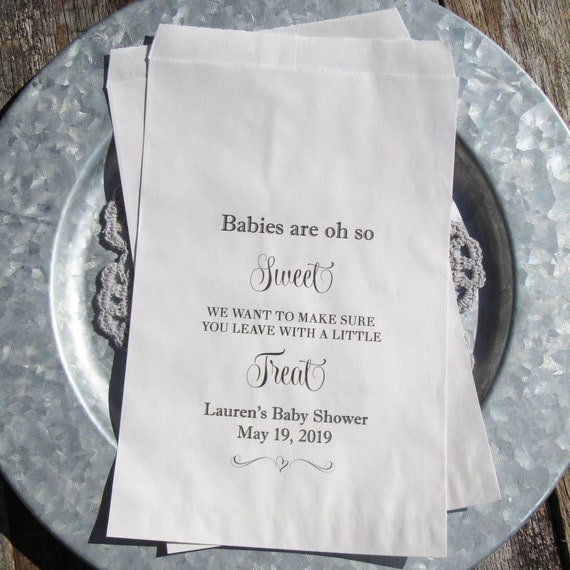 Babies are oh so
Sweet
WE WANT TO MAKE SURE
YOU LEAVE WITH A LITTLE
Treat
Lauren's Baby Shower
May 19, 2019